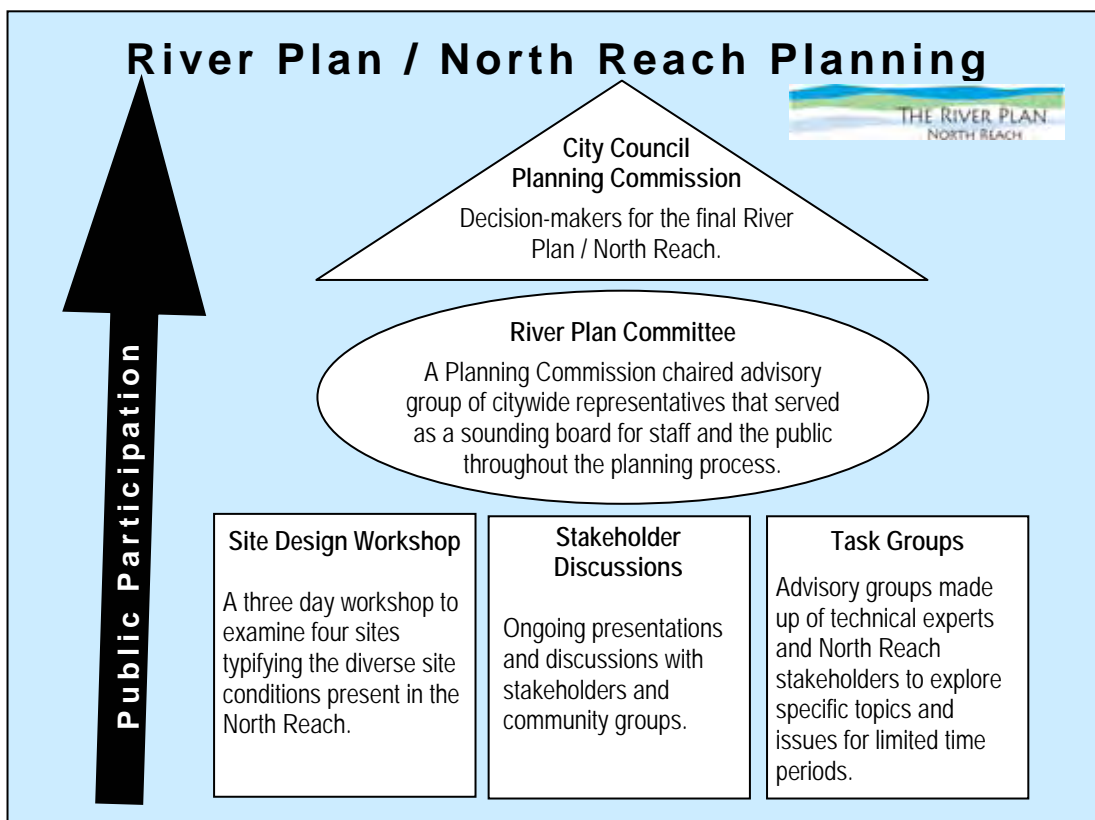 River Plan / North Reach Planning
THE RIVER PLAN
NORTH REACH
Public Participation
City Council
Planning Commission
Decision-makers for the final River
Plan / North Reach.
River Plan Committee
A Planning Commission chaired advisory
group of citywide representatives that served
as a sounding board for staff and the public
throughout the planning process.
Site Design Workshop
A three day workshop to
examine four sites
typifying the diverse site
conditions present in the
North Reach.
Stakeholder
Discussions
Ongoing presentations
and discussions with
stakeholders and
community groups.
Task Groups
Advisory groups made
up of technical experts
and North Reach
stakeholders to explore
specific topics and
issues for limited time
periods.